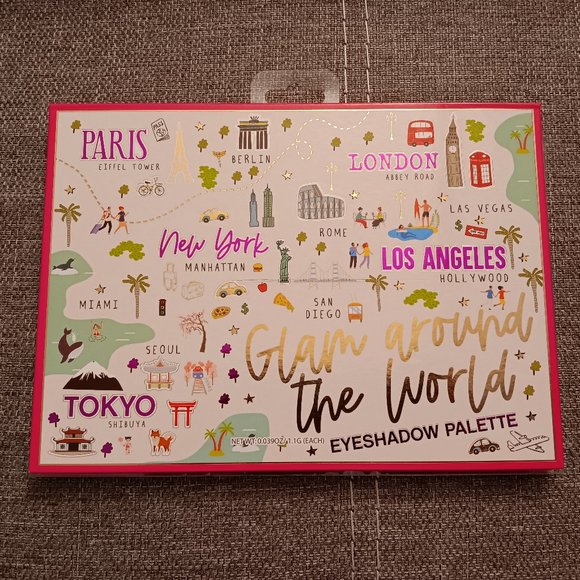 PARIS
EIFFEL TOWER
BERLIN
LONDON
ABBEY ROAD
LAS VEGAS
ROME
New York
MANHATTAN
LOS ANGELES
HOLLYWOOD
MIAMI
SAN
DIEGO
SEOUL
Glam around
the World
TOKYO
SHIBUYA
EYESHADOW PALETTE
NET WT: 0.039OZ/1.1G (EACH)